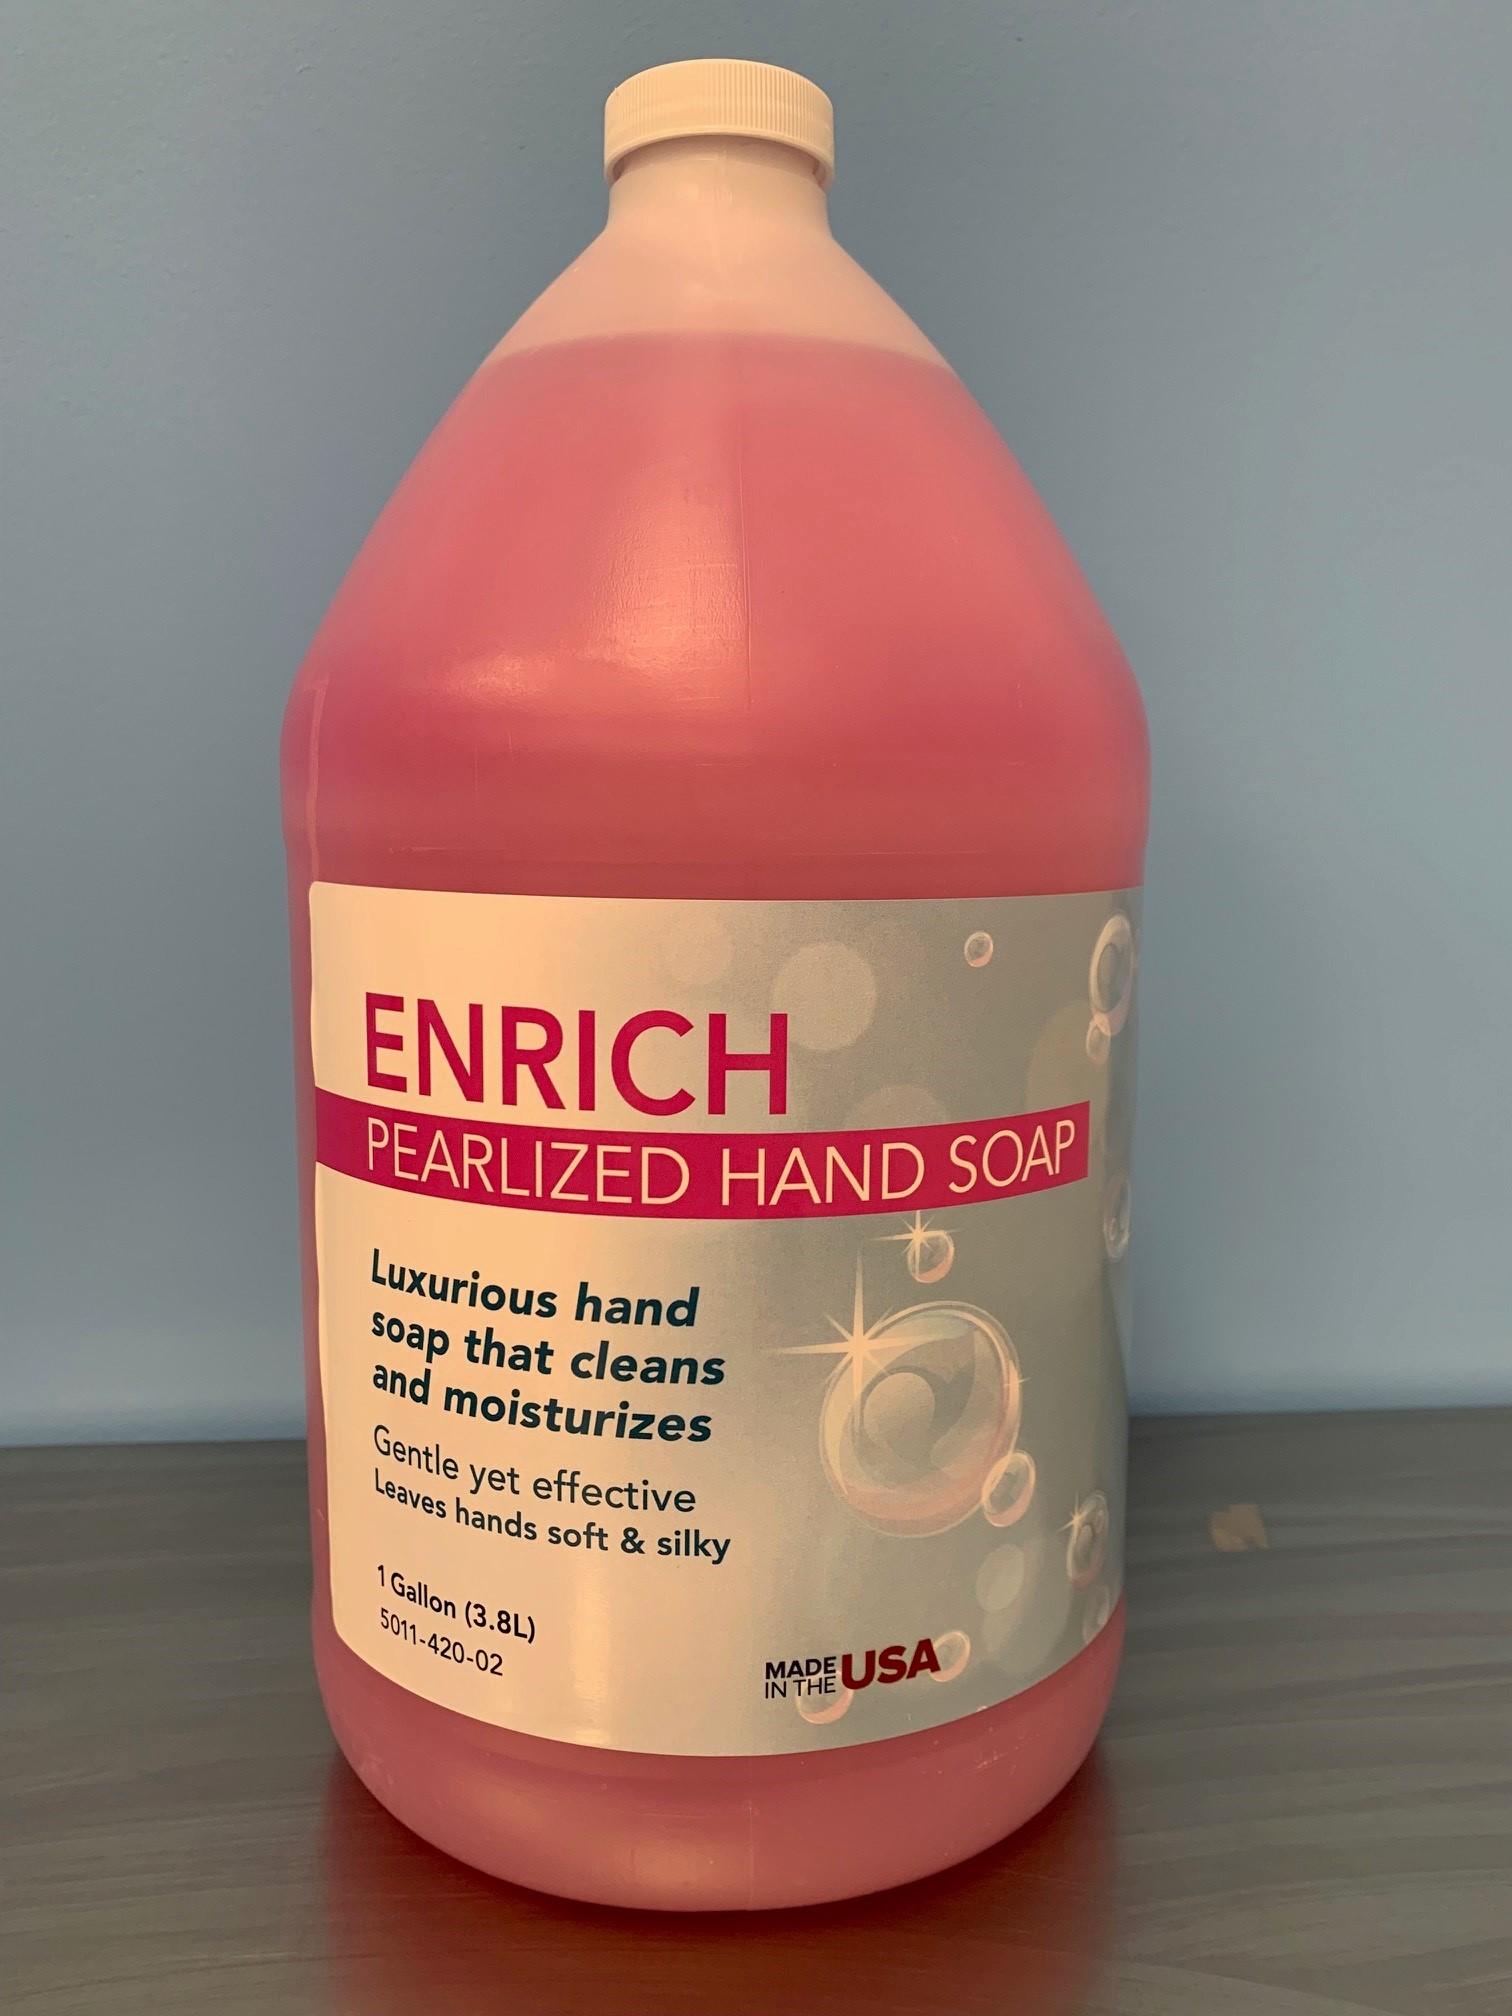 ENRICH
PEARLIZED HAND SOAP
Luxurious hand
soap that cleans
and moisturizes
Gentle yet effective
Leaves hands soft & silky
1 Gallon (3.8L)
5011-420-02
MADE
IN THE USA